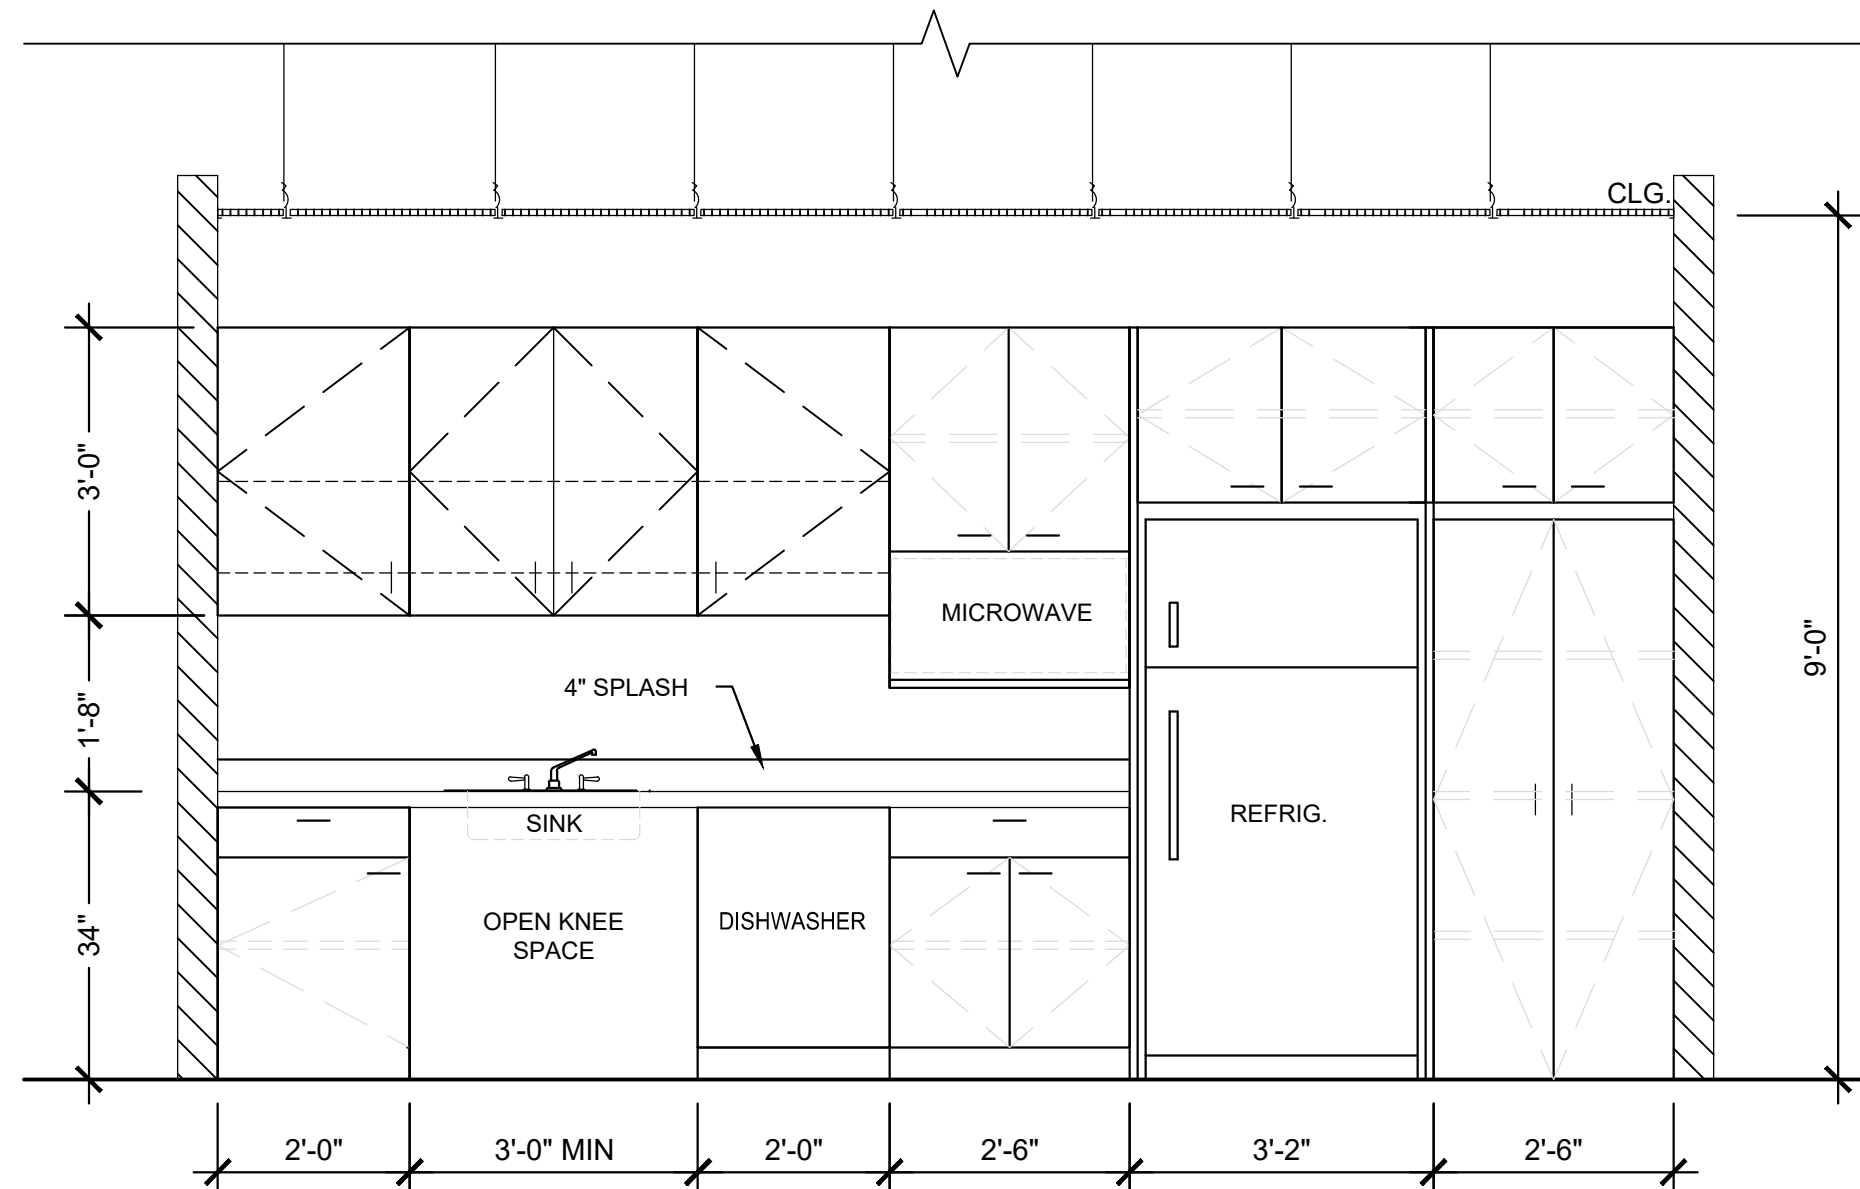 CLG.
3'-0"
MICROWAVE
9'-0"
4" SPLASH
1'-8"
SINK
REFRIG.
34"
OPEN KNEE
SPACE
DISHWASHER
2'-0"
3'-0" MIN
2'-0"
2'-6"
3'-2"
2'-6"